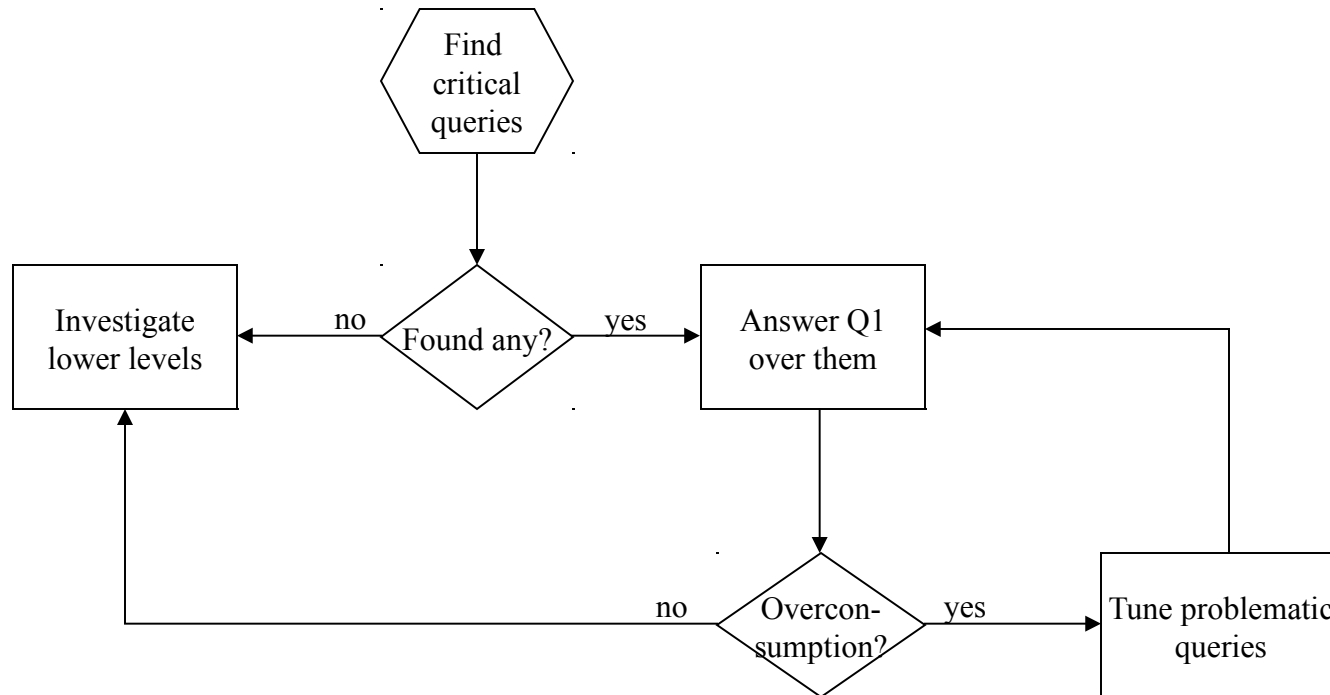 Find
critical
queries
Investigate
lower levels
no
Found any?
yes
Answer Q1
over them
no
Overcon-
sumption?
yes
Tune problematic
queries